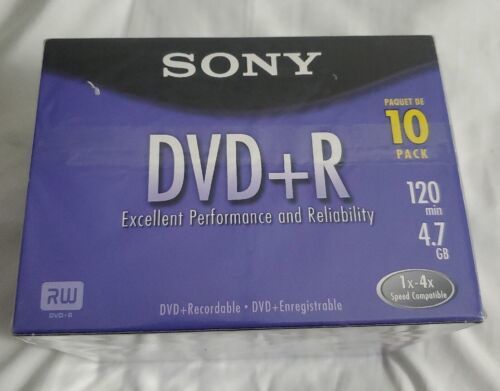 SONY
PAQUET DE
10
PACK
DVD+R
Excellent Performance and Reliability
120
min
4.7
GB
1x-4x
Speed Compatible
RW
DVD+R
DVD+Recordable • DVD+Enregistrable